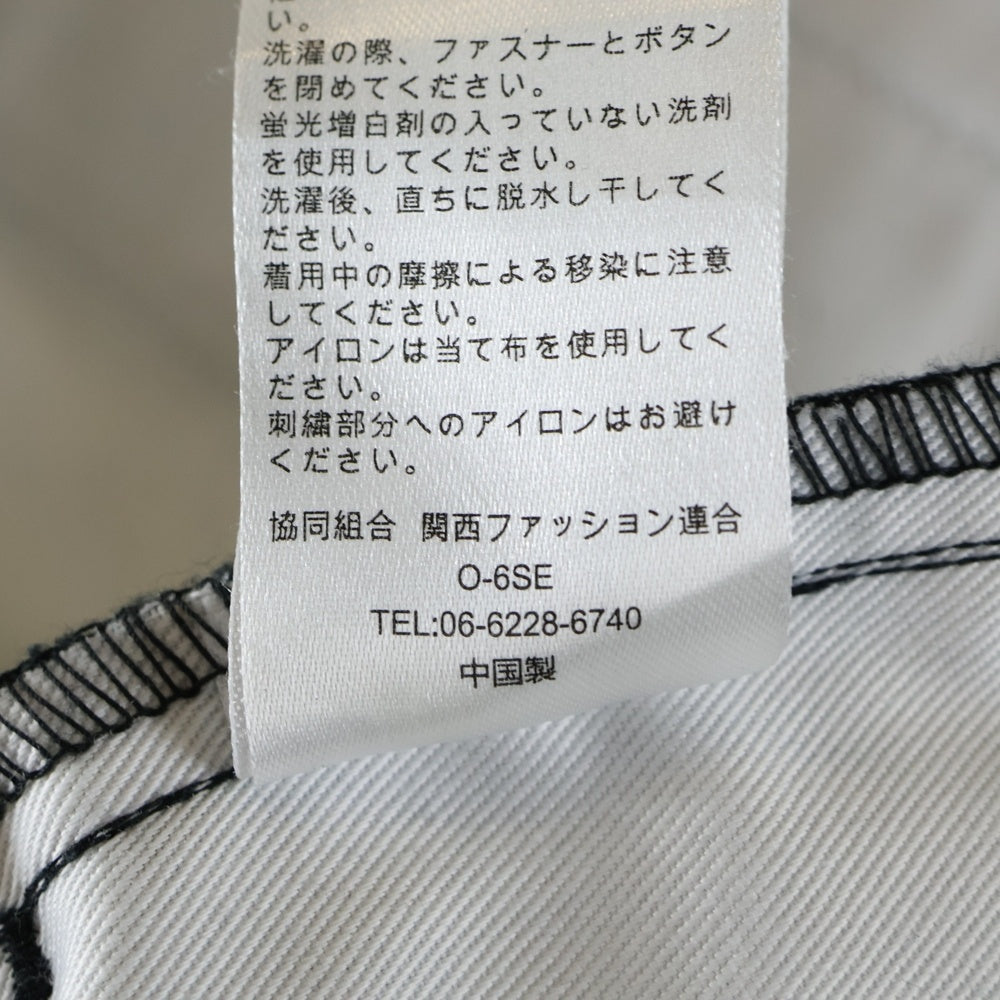 い。
洗濯の際、ファスナーとボタン
を閉めてください。
蛍光増白剤の入っていない洗剤
を使用してください。
洗濯後、直ちに脱水し干してく
ださい。
着用中の摩擦による移染に注意
してください。
アイロンは当て布を使用してく
ださい。
刺繍部分へのアイロンはお避け
ください。
協同組合 関西ファッション連合
O-6SE
TEL:06-6228-6740
中国製